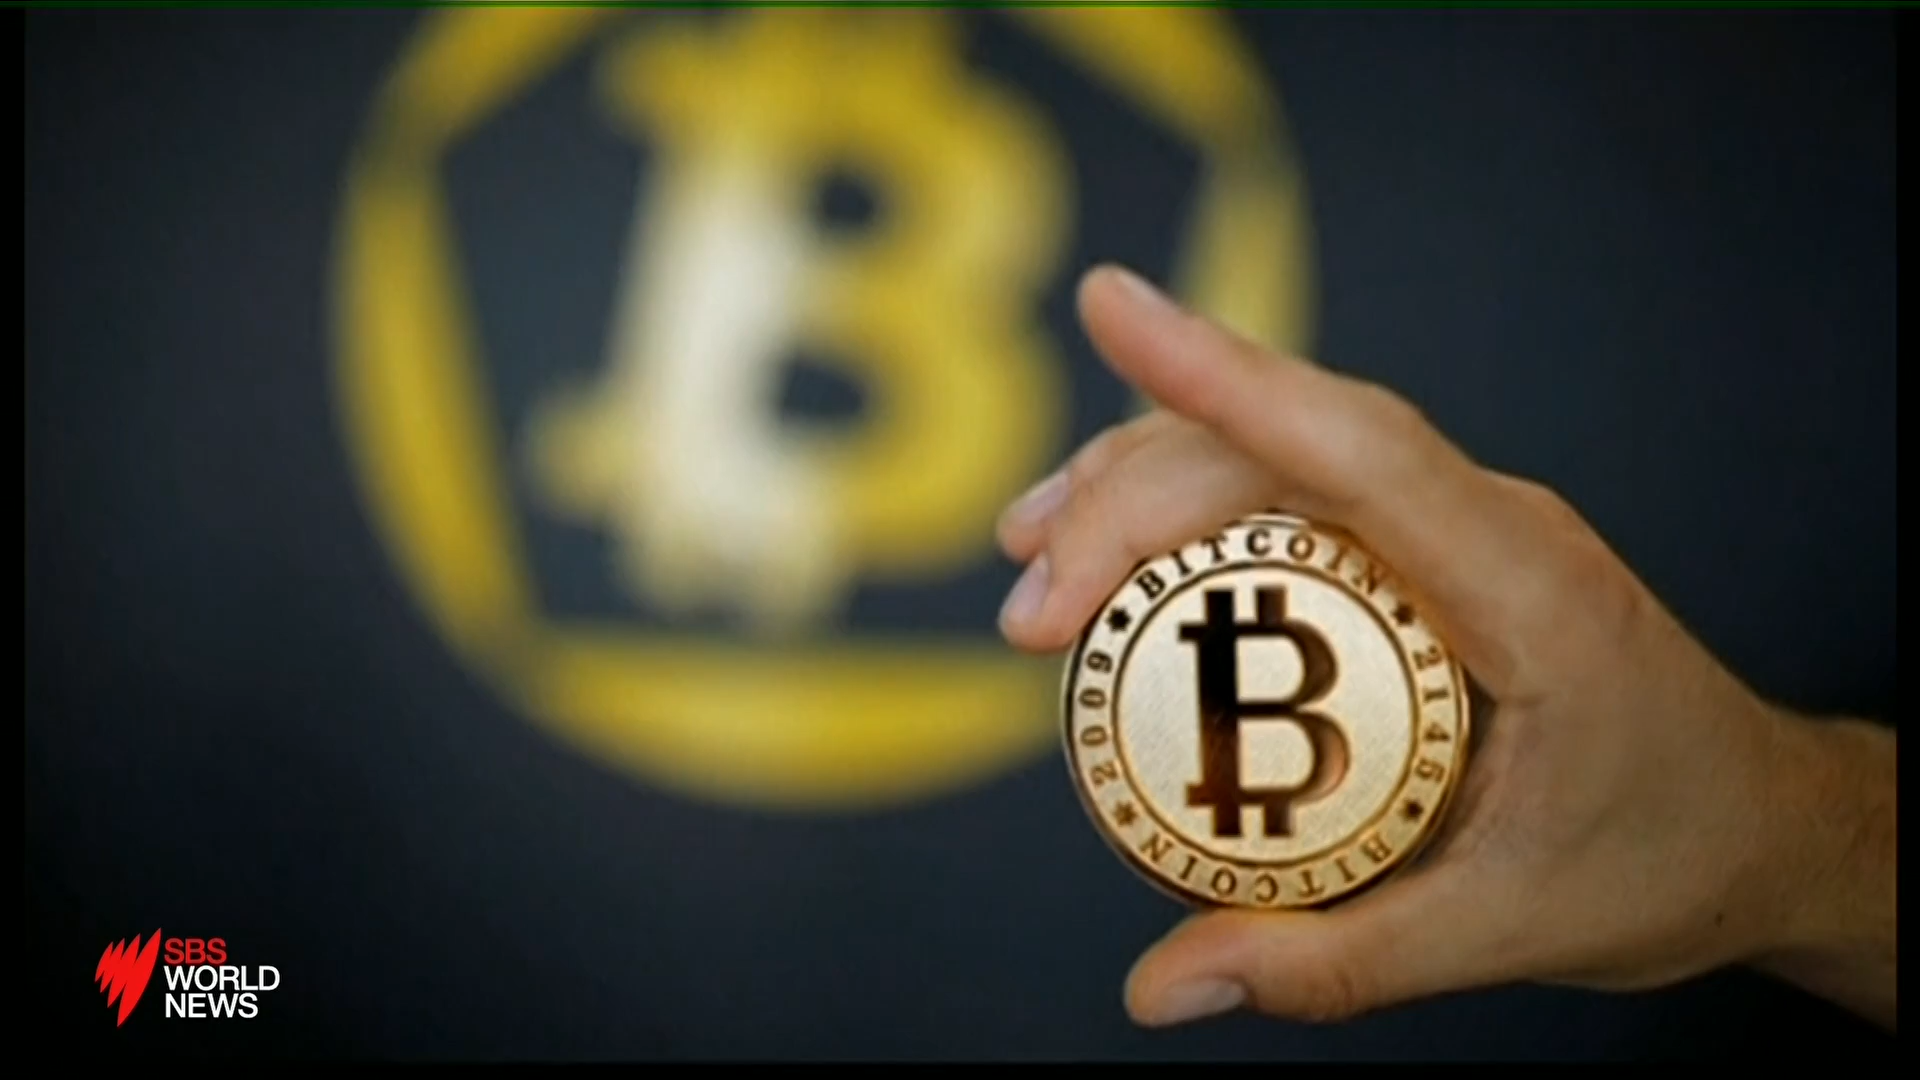 BITCOIN
2145
BITCOIN
2009
SBS
WORLD
NEWS